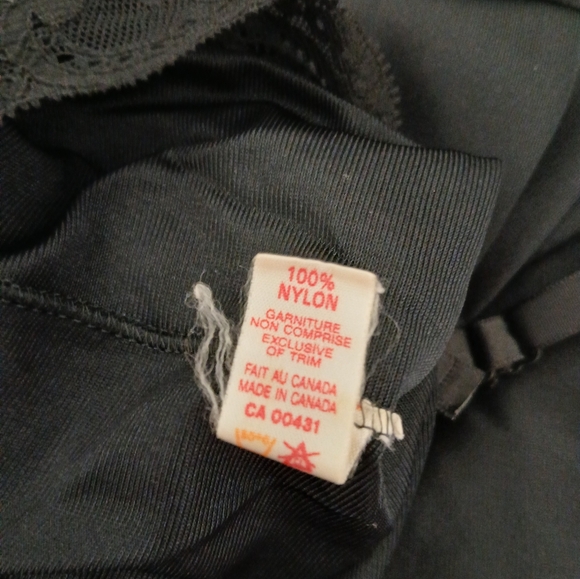 100%
NYLON
GARNITURE
NON COMPRISE
EXCLUSIVE
OF TRIM
FAIT AU CANADA
MADE IN CANADA
CA 00431